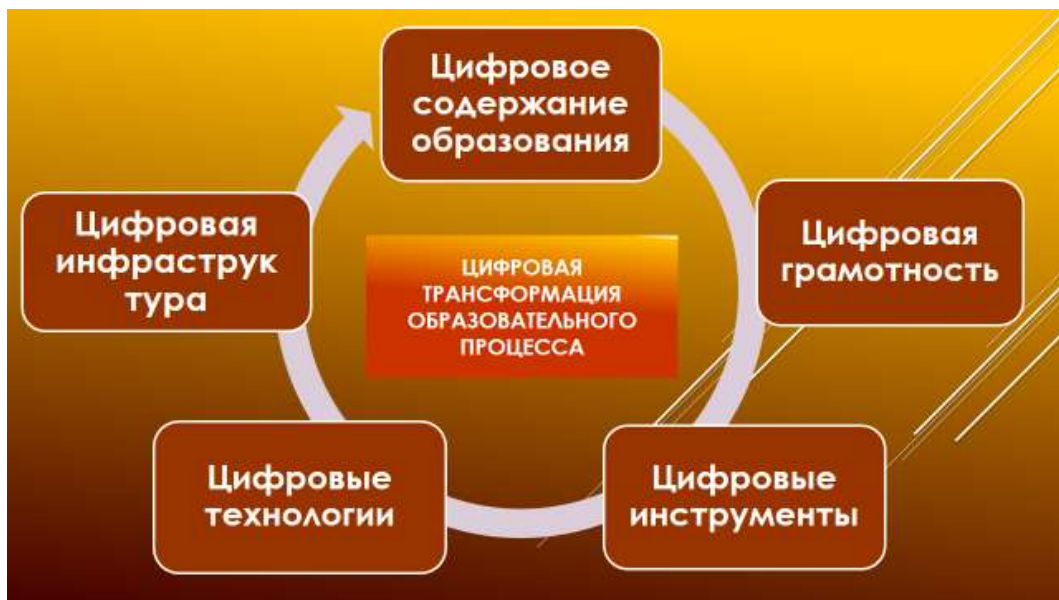 Цифровое
содержание
образования
Цифровая
грамотность
Цифровые
инструменты
Цифровые
технологии
Цифровая
инфраструк
тура
ЦИФРОВАЯ
ТРАНСФОРМАЦИЯ
ОБРАЗОВАТЕЛЬНОГО
ПРОЦЕССА